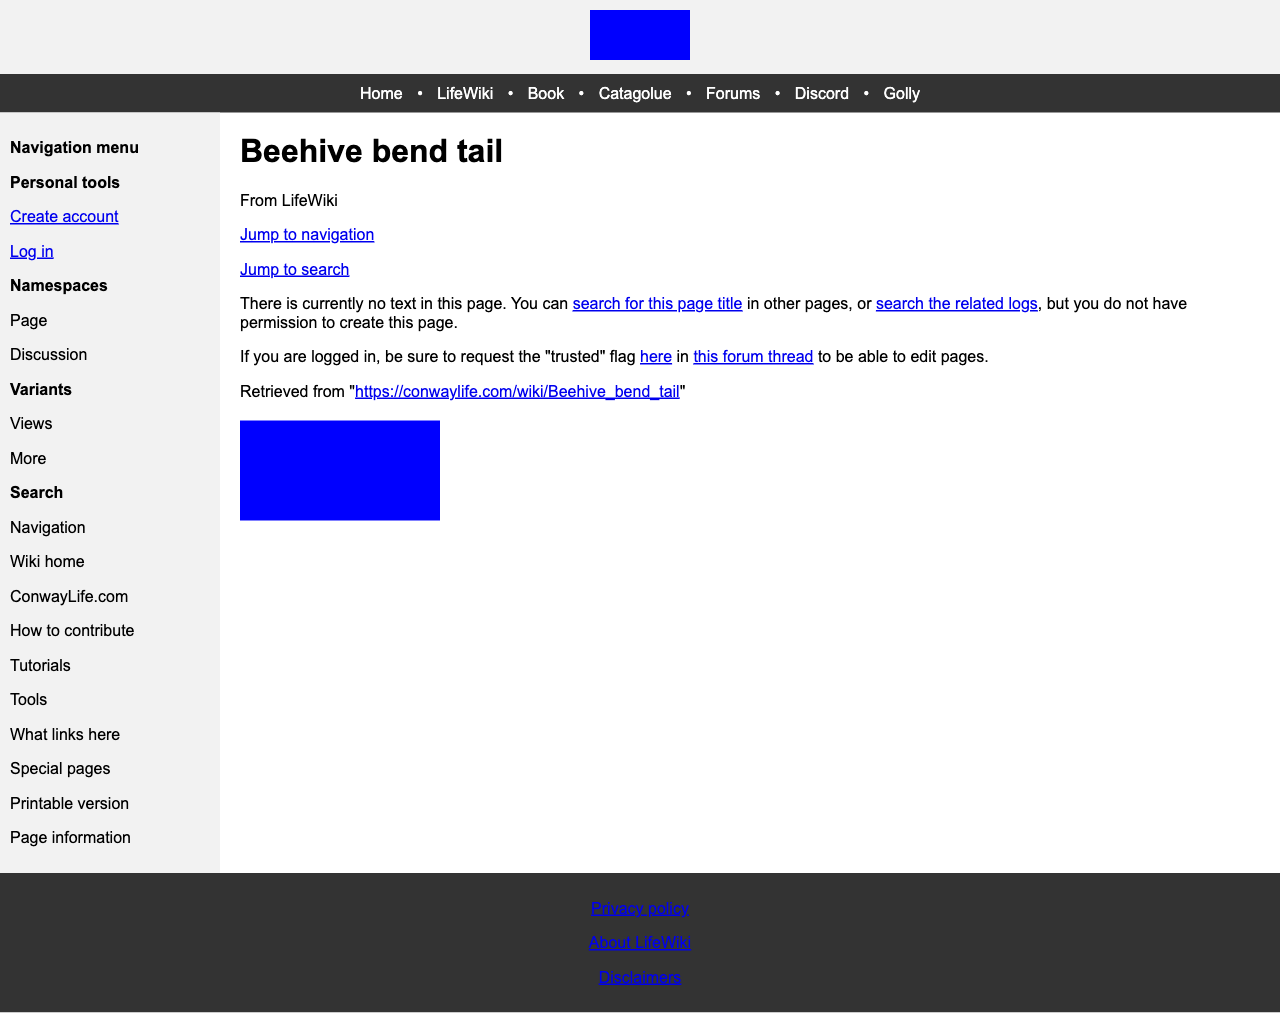 Home • LifeWiki • Book • Catagolue • Forums • Discord • Golly
Navigation menu
Personal tools
Create account
Log in
Namespaces
Page
Discussion
Variants
Views
More
Search
Navigation
Wiki home
ConwayLife.com
How to contribute
Tutorials
Tools
What links here
Special pages
Printable version
Page information
Beehive bend tail
From LifeWiki
Jump to navigation
Jump to search
There is currently no text in this page. You can search for this page title in other pages, or search the related logs, but you do not have
permission to create this page.
If you are logged in, be sure to request the "trusted" flag here in this forum thread to be able to edit pages.
Retrieved from "https://conwaylife.com/wiki/Beehive_bend_tail"
Privacy policy
About LifeWiki
Disclaimers